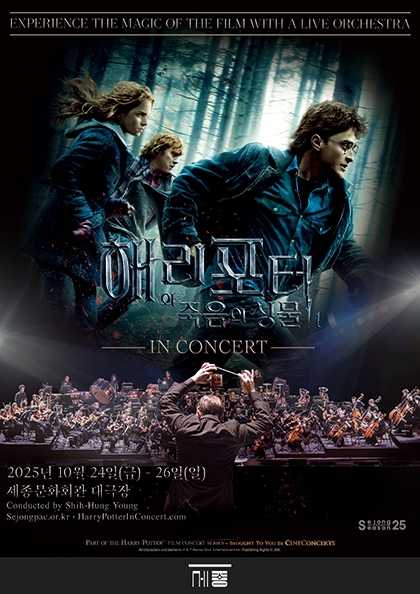 EXPERIENCE THE MAGIC OF THE FILM WITH A LIVE ORCHESTRA
해리포터
와 죽음의 성물 1
IN CONCERT
2025년 10월 24일(금) - 26일(일)
세종문화회관 대극장
Conducted by Shih-Hung Young
Sejongpac.or.kr · HarryPotterInConcert.com
Sejong
Season 25
PART OF THE HARRY POTTER FILM CONCERT SERIES – BROUGHT TO YOU BY CINECONCERTS
세종